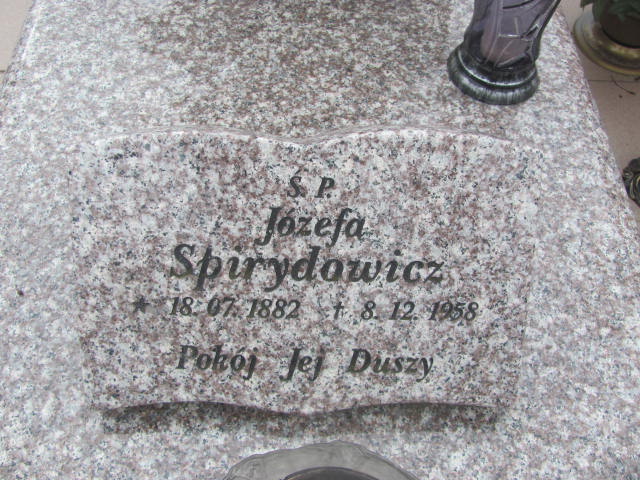 Ś. P.
Józefa
Spirydowicz
* 18. 07. 1882 † 8. 12. 1958
Pokój Jej Duszy